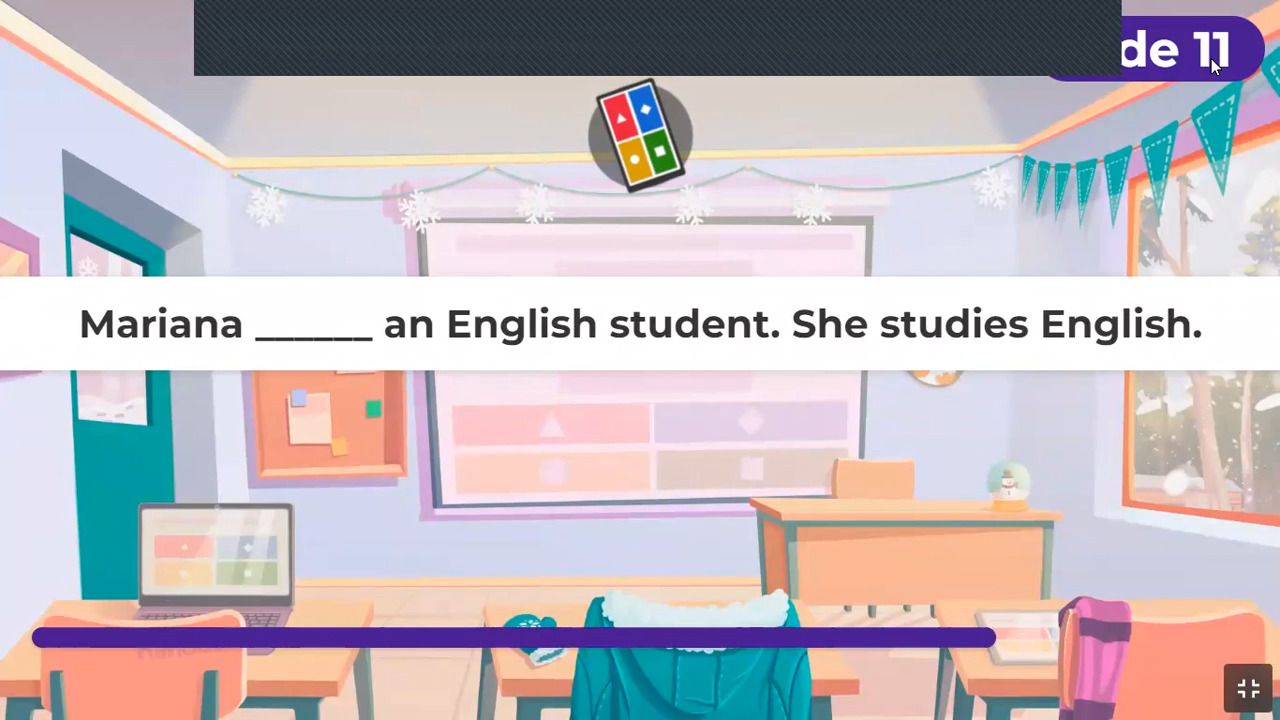 de 11
Mariana ______ an English student. She studies English.